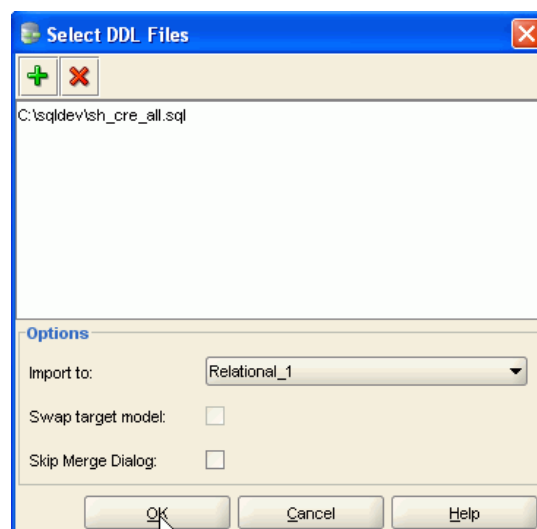 Select DDL Files
C:\sqldev\sh_cre_all.sql
Options
Import to: Relational_1
Swap target model:
Skip Merge Dialog:
OK Cancel Help